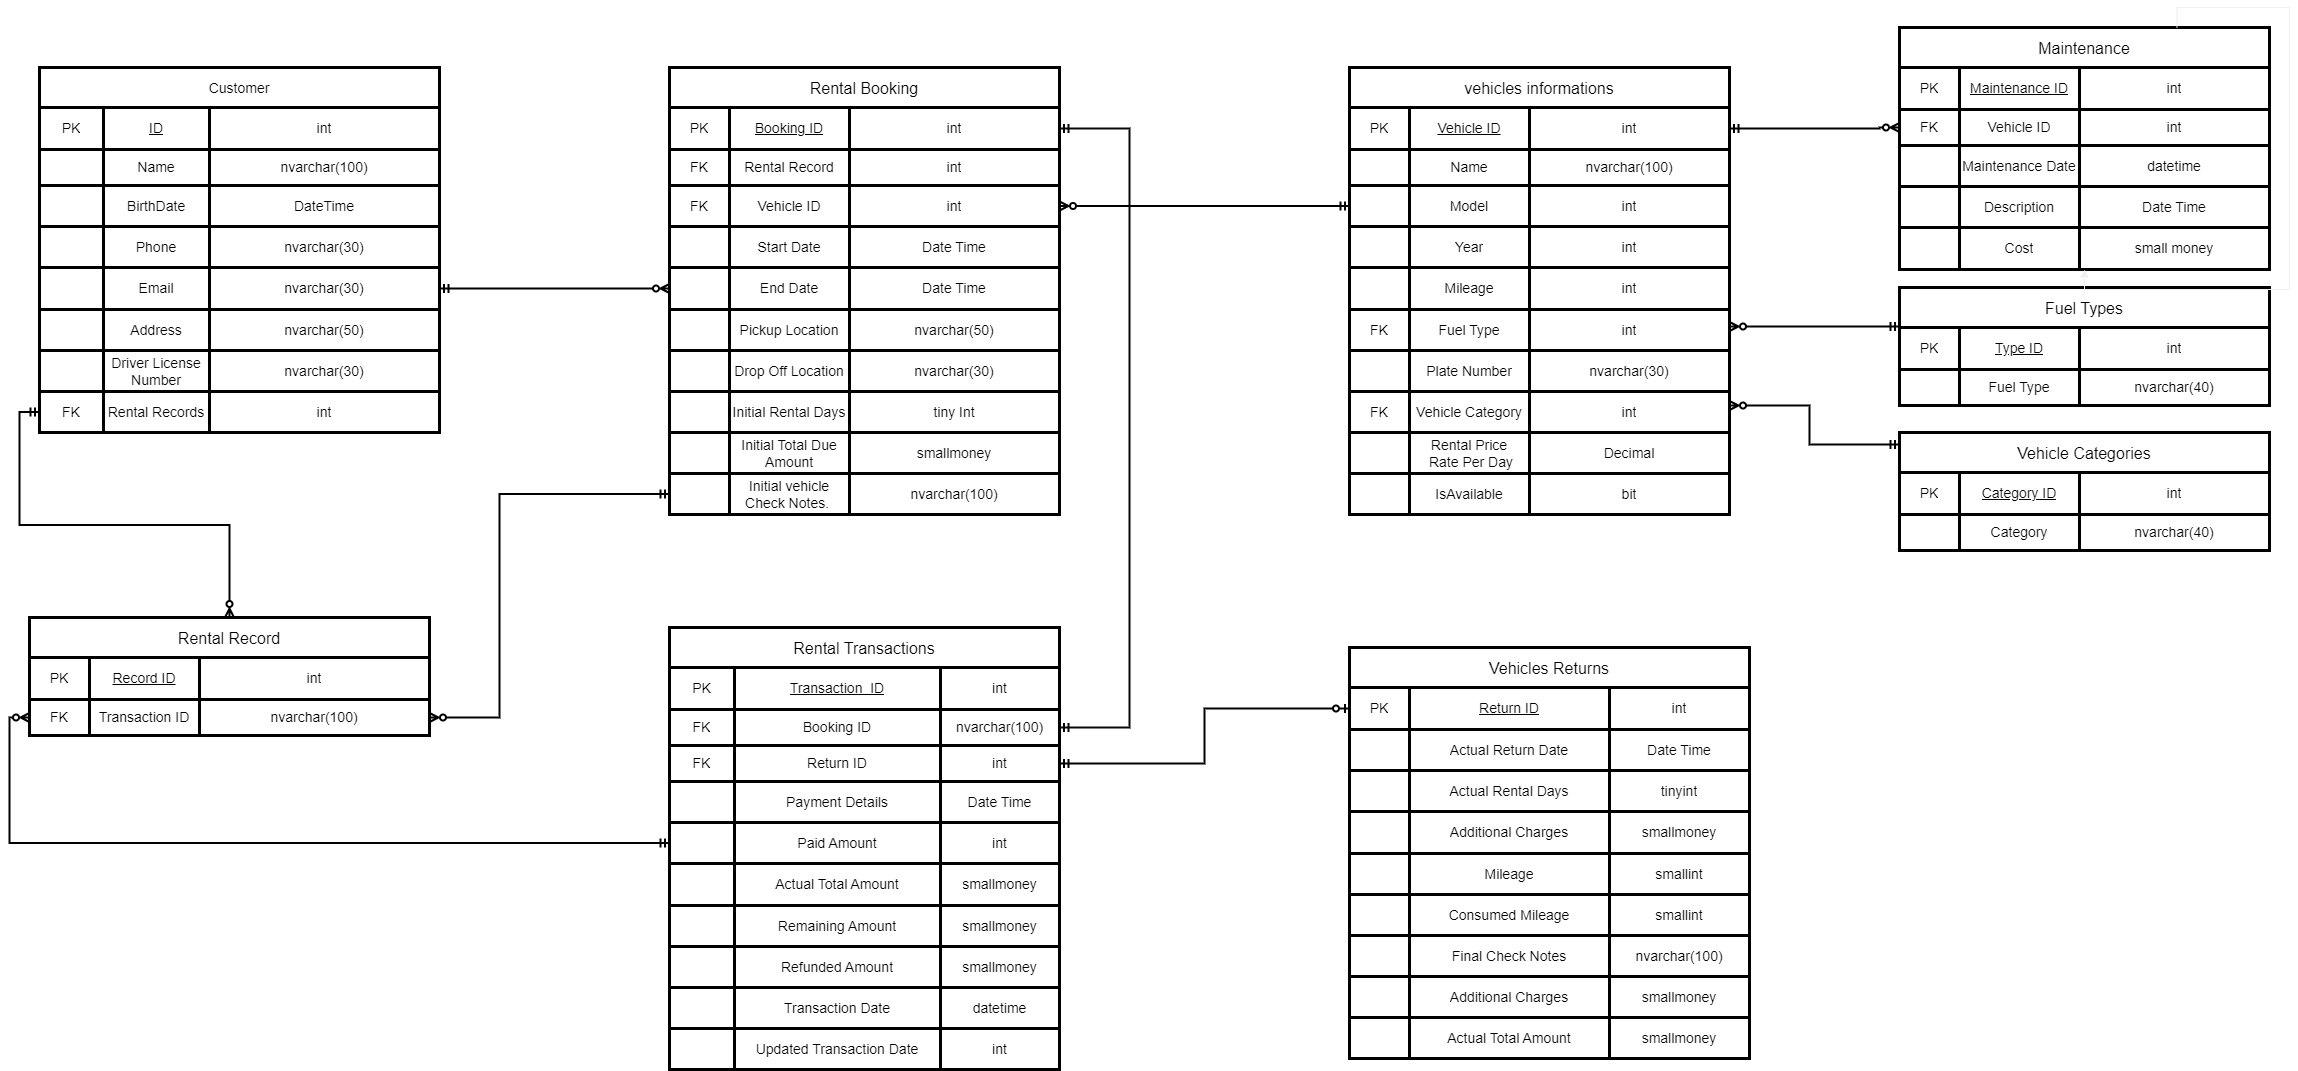 Customer
PK ID int
Name nvarchar(100)
BirthDate DateTime
Phone nvarchar(30)
Email nvarchar(30)
Address nvarchar(50)
Driver License
Number nvarchar(30)
FK Rental Records int
Rental Booking
PK Booking ID int
FK Rental Record int
FK Vehicle ID int
Start Date Date Time
End Date Date Time
Pickup Location nvarchar(50)
Drop Off Location nvarchar(30)
Initial Rental Days tiny Int
Initial Total Due
Amount smallmoney
Initial vehicle
Check Notes. nvarchar(100)
vehicles informations
PK Vehicle ID int
Name nvarchar(100)
Model int
Year int
Mileage int
FK Fuel Type int
Plate Number nvarchar(30)
FK Vehicle Category int
Rental Price
Rate Per Day Decimal
IsAvailable bit
Maintenance
PK Maintenance ID int
FK Vehicle ID int
Maintenance Date datetime
Description Date Time
Cost small money
Fuel Types
PK Type ID int
Fuel Type nvarchar(40)
Vehicle Categories
PK Category ID int
Category nvarchar(40)
Rental Record
PK Record ID int
FK Transaction ID nvarchar(100)
Rental Transactions
PK Transaction ID int
FK Booking ID nvarchar(100)
FK Return ID int
Payment Details Date Time
Paid Amount int
Actual Total Amount smallmoney
Remaining Amount smallmoney
Refunded Amount smallmoney
Transaction Date datetime
Updated Transaction Date int
Vehicles Returns
PK Return ID int
Actual Return Date Date Time
Actual Rental Days tinyint
Additional Charges smallmoney
Mileage smallint
Consumed Mileage smallint
Final Check Notes nvarchar(100)
Additional Charges smallmoney
Actual Total Amount smallmoney